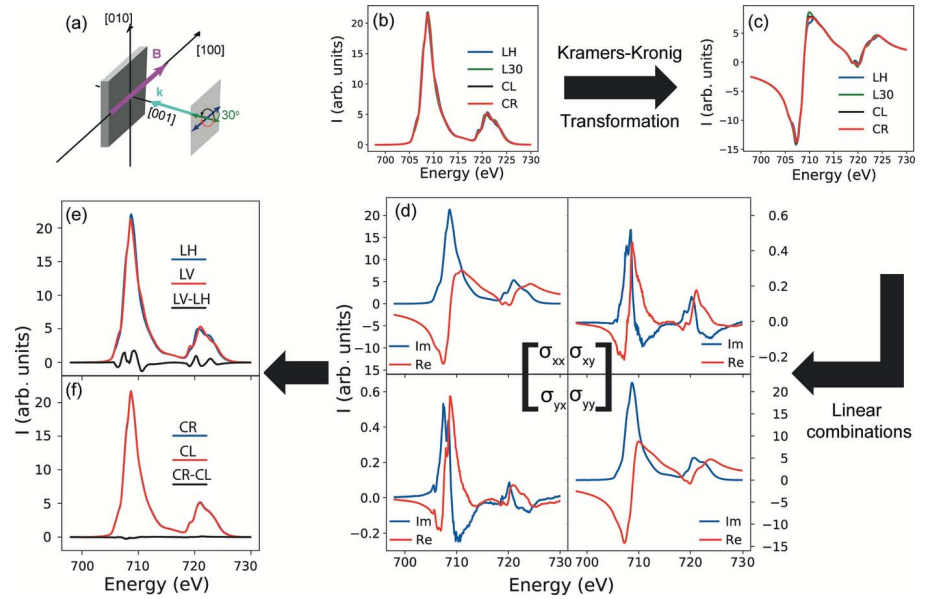 (a)
[010]
[100]
B
k
[001]
30°
(b)
I (arb. units)
20
15
10
5
0
LH
L30
CL
CR
700 705 710 715 720 725 730
Energy (eV)
Kramers-Kronig
Transformation
(c)
I (arb. units)
5
0
−5
−10
−15
LH
L30
CL
CR
700 705 710 715 720 725 730
Energy (eV)
(e)
20
15
10
5
0
LH
LV
LV-LH
(f)
I (arb. units)
20
15
10
5
0
CR
CL
CR-CL
700 710 720 730
Energy (eV)
(d)
I (arb. units)
20
15
10
5
0
−5
−10
15
Im
Re
0.6
0.4
0.2
0.0
−0.2
Im
Re
σxx σxy
σyx σyy
0.6
0.4
0.2
0.0
−0.2
Im
Re
700 710 720 730
20
15
10
5
0
−5
−10
−15
Im
Re
700 710 720 730
Energy (eV)
Linear
combinations